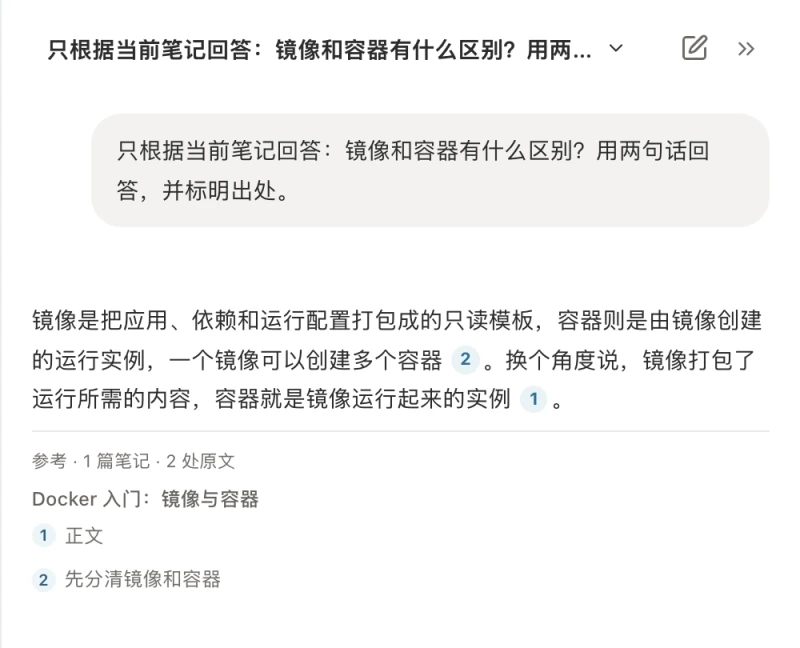 只根据当前笔记回答：镜像和容器有什么区别？用两...
只根据当前笔记回答：镜像和容器有什么区别？用两句话回
答，并标明出处。
镜像是把应用、依赖和运行配置打包成的只读模板，容器则是由镜像创建
的运行实例，一个镜像可以创建多个容器 2 。换个角度说，镜像打包了
运行所需的内容，容器就是镜像运行起来的实例 1 。
参考 · 1 篇笔记 · 2 处原文
Docker 入门：镜像与容器
1 正文
2 先分清镜像和容器